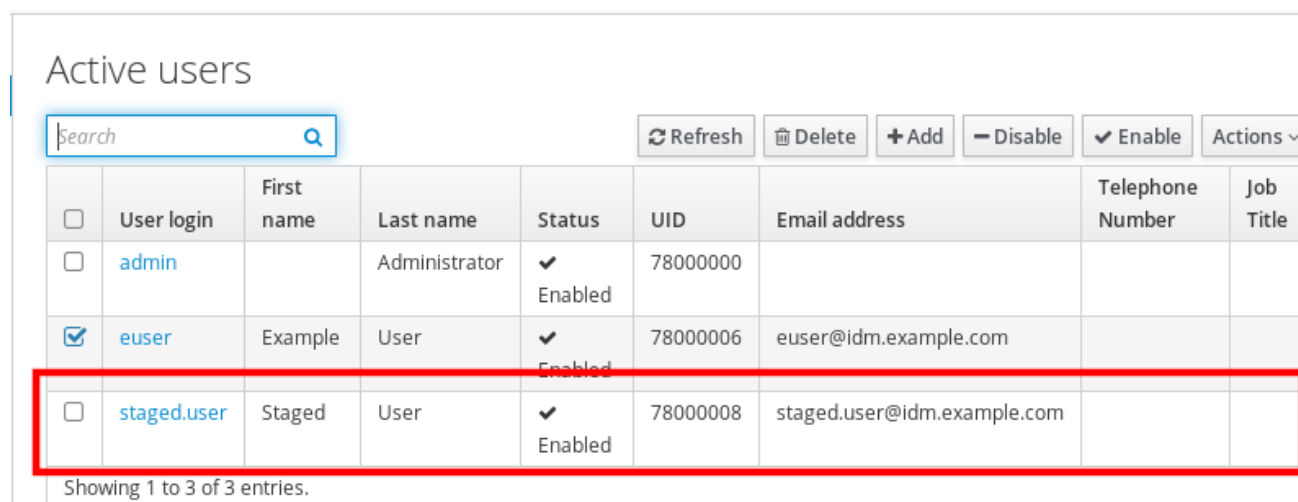 Active users
Search
Refresh Delete Add Disable Enable Actions
First Telephone Job
User login name Last name Status UID Email address Number Title
admin Administrator 78000000
Enabled
euser Example User 78000006 euser@idm.example.com
Enabled
staged.user Staged User 78000008 staged.user@idm.example.com
Enabled
Showing 1 to 3 of 3 entries.